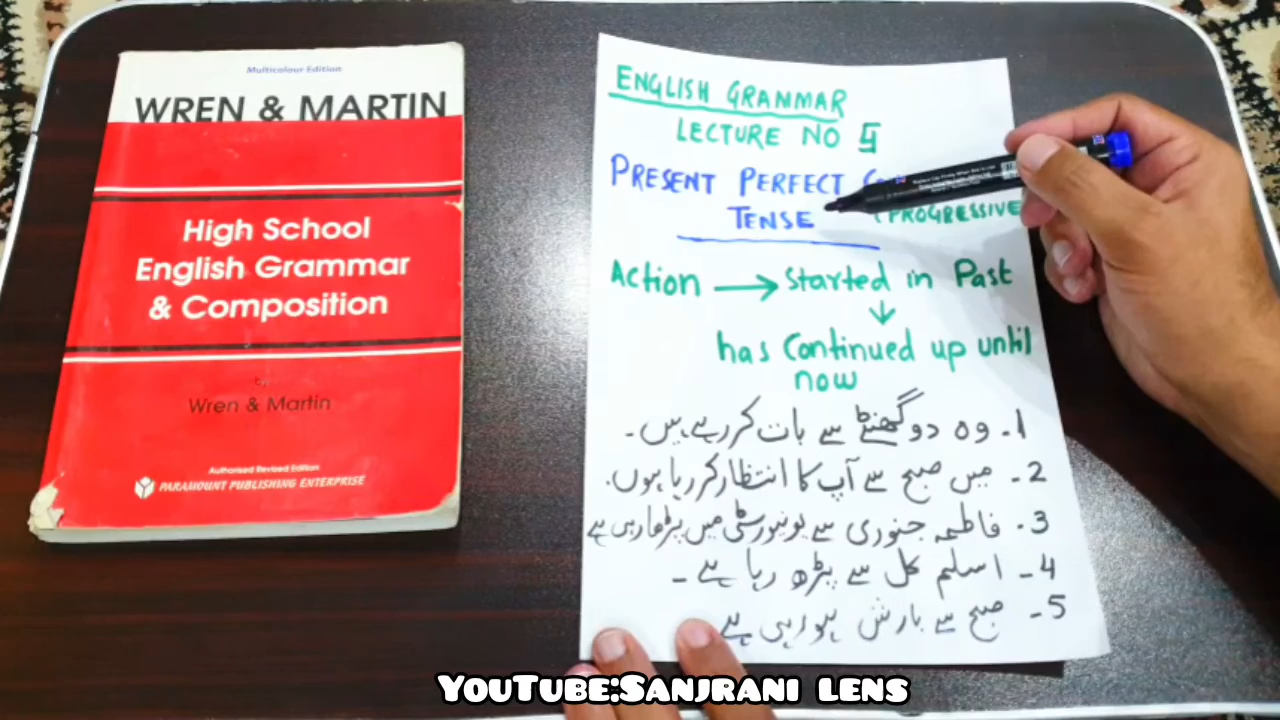 Multicolour Edition
WREN & MARTIN
High School
English Grammar
& Composition
by
Wren & Martin
Authorised Revised Edition
PARAMOUNT PUBLISHING ENTERPRISE
ENGLISH GRAMMAR
LECTURE NO
PRESENT PERFECT
TENSE (PROGRESSIVE
Action → Started in Past
↓
has Continued up until
now
1۔ وہ دو گھنٹے سے بات کر رہے ہیں۔
2۔ میں صبح سے آپ کا انتظار کر رہا ہوں.
3۔ فاطمہ جنوری سے یونیورسٹی میں پڑھا رہی ہے
4۔ اسلم کل سے پڑھ رہا ہے۔
5۔ صبح سے بارش ہو رہی ہے
YouTube:Sanjrani lens